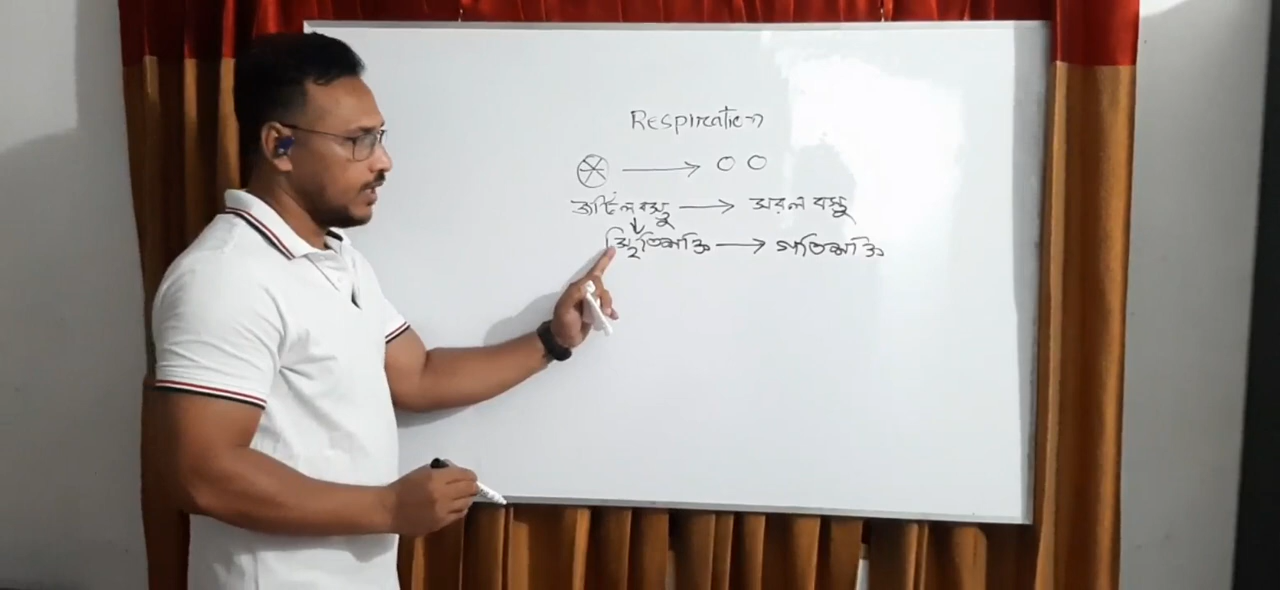 Respiration
জটিল বস্তু → সরল বস্তু
স্থিতিশক্তি → গতিশক্তি